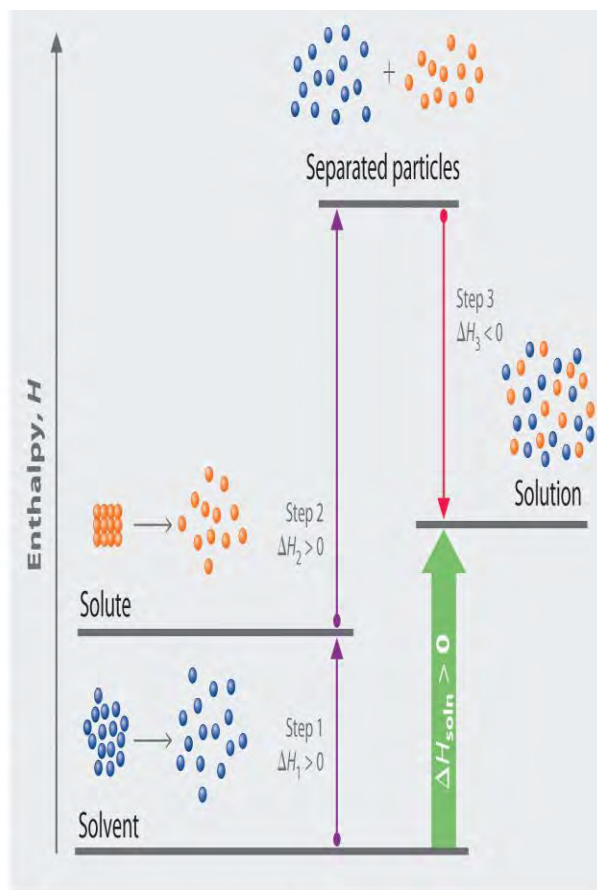 +
Separated particles
Step 3
ΔH₃ < 0
Solution
Step 2
ΔH₂ > 0
Solute
Step 1
ΔH₁ > 0
Solvent
ΔHsoln > 0
Enthalpy, H